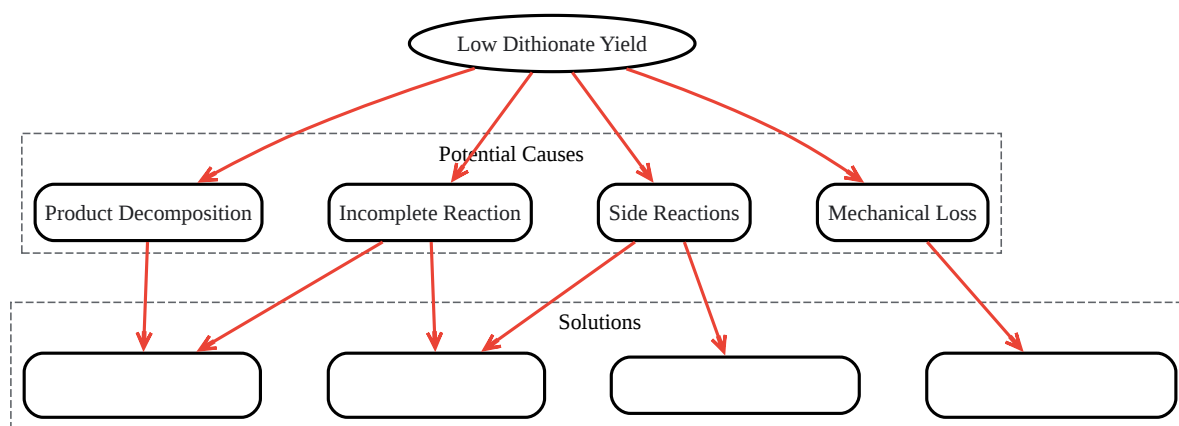 Low Dithionate Yield
Potential Causes
Product Decomposition
Incomplete Reaction
Side Reactions
Mechanical Loss
Solutions